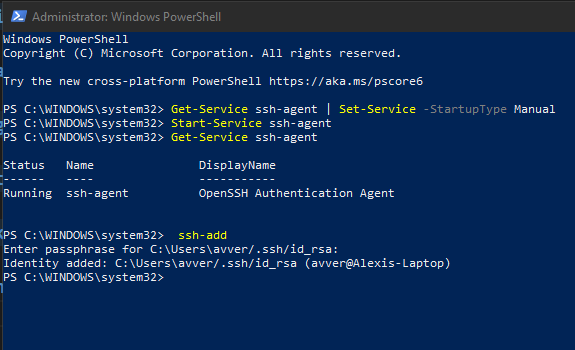 Administrator: Windows PowerShell
Windows PowerShell
Copyright (C) Microsoft Corporation. All rights reserved.
Try the new cross-platform PowerShell https://aka.ms/pscore6
PS C:\WINDOWS\system32> Get-Service ssh-agent | Set-Service -StartupType Manual
PS C:\WINDOWS\system32> Start-Service ssh-agent
PS C:\WINDOWS\system32> Get-Service ssh-agent
Status   Name               DisplayName
------   ----               -----------
Running  ssh-agent          OpenSSH Authentication Agent
PS C:\WINDOWS\system32>  ssh-add
Enter passphrase for C:\Users\avver/.ssh/id_rsa:
Identity added: C:\Users\avver/.ssh/id_rsa (avver@Alexis-Laptop)
PS C:\WINDOWS\system32>